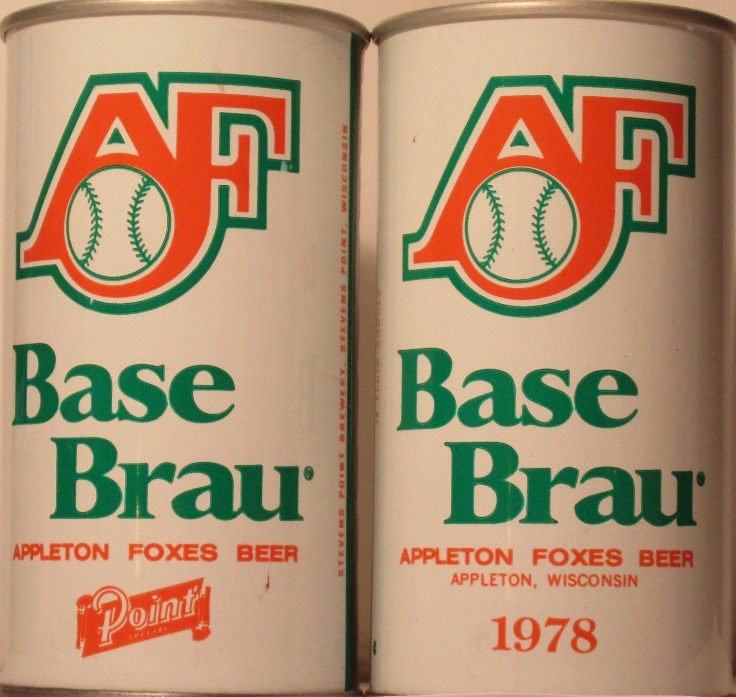 AF
Base
Brau
APPLETON FOXES BEER
Point
SPECIAL
STEVENS POINT BREWERY, STEVENS POINT, WISCONSIN
AF
Base
Brau
APPLETON FOXES BEER
APPLETON, WISCONSIN
1978